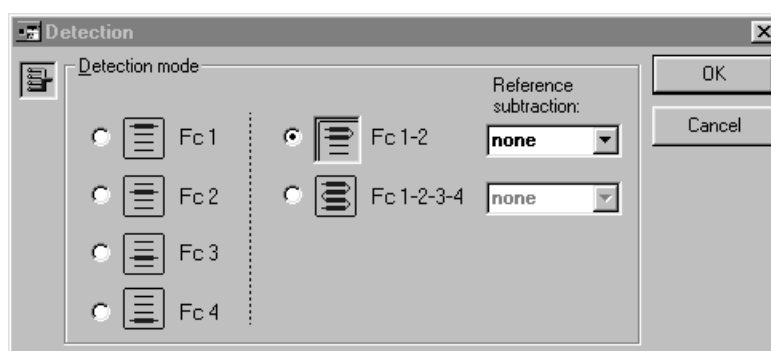 Detection
Detection mode
OK
Reference
subtraction:
Cancel
Fc 1
Fc 1-2
none
Fc 2
Fc 1-2-3-4
none
Fc 3
Fc 4